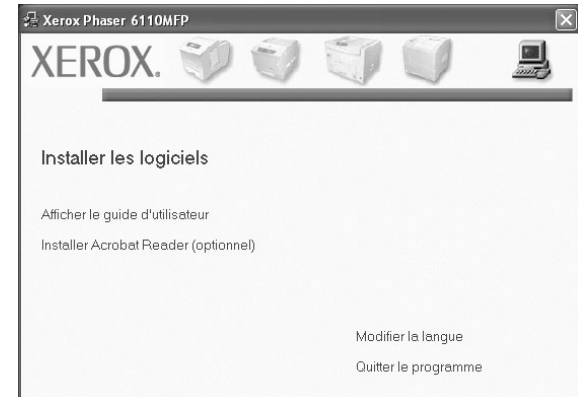 Xerox Phaser 6110MFP
XEROX.
Installer les logiciels
Afficher le guide d'utilisateur
Installer Acrobat Reader (optionnel)
Modifier la langue
Quitter le programme